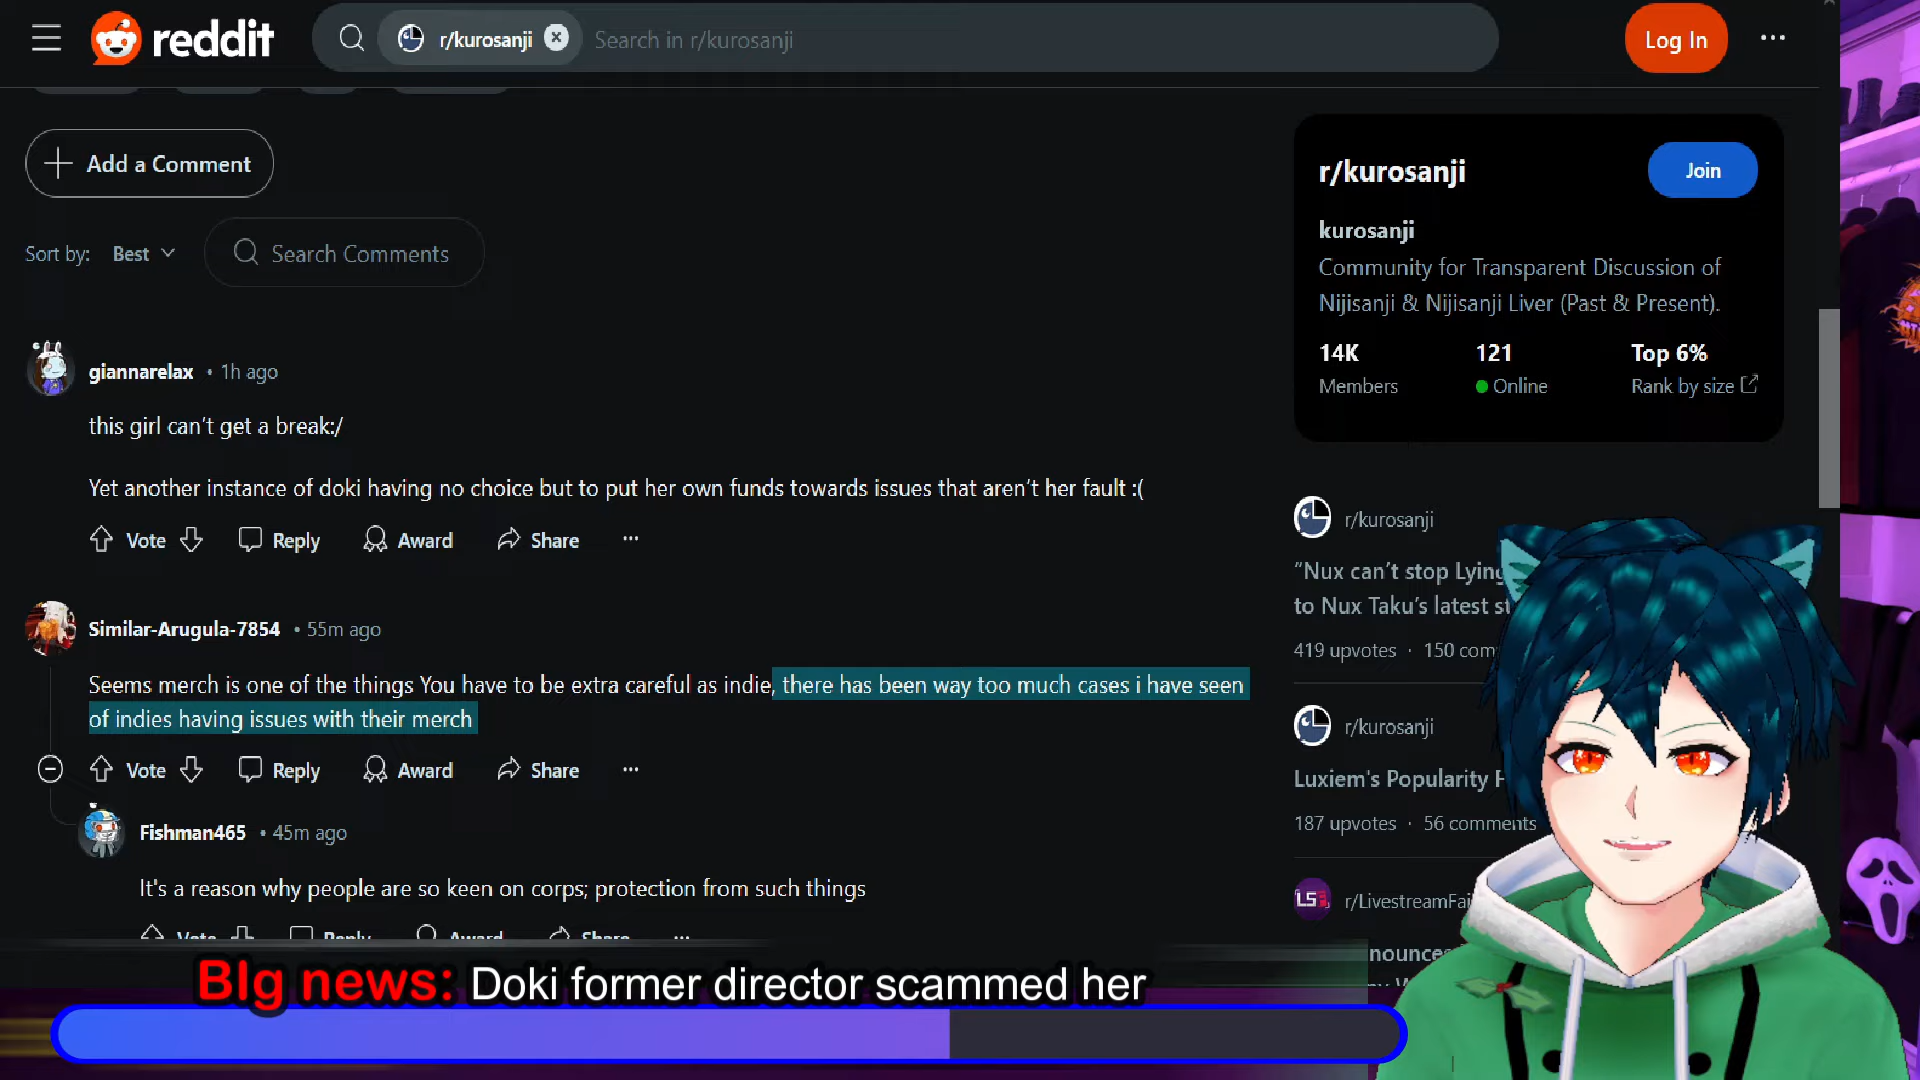 reddit
r/kurosanji
Search in r/kurosanji
Log In
Add a Comment
Sort by: Best
Search Comments
giannarelax • 1h ago
this girl can't get a break:/
Yet another instance of doki having no choice but to put her own funds towards issues that aren't her fault :(
Vote Reply Award Share
Similar-Arugula-7854 • 55m ago
Seems merch is one of the things You have to be extra careful as indie, there has been way too much cases i have seen
of indies having issues with their merch
Vote Reply Award Share
Fishman465 • 45m ago
It's a reason why people are so keen on corps; protection from such things
Vote Reply Award Share
r/kurosanji
Join
kurosanji
Community for Transparent Discussion of
Nijisanji & Nijisanji Liver (Past & Present).
14K 121 Top 6%
Members Online Rank by size
r/kurosanji
“Nux can't stop Lying
to Nux Taku's latest st
419 upvotes · 150 com
r/kurosanji
Luxiem's Popularity F
187 upvotes · 56 comments
LSF
r/LivestreamFai
nounces
BIg news: Doki former director scammed her